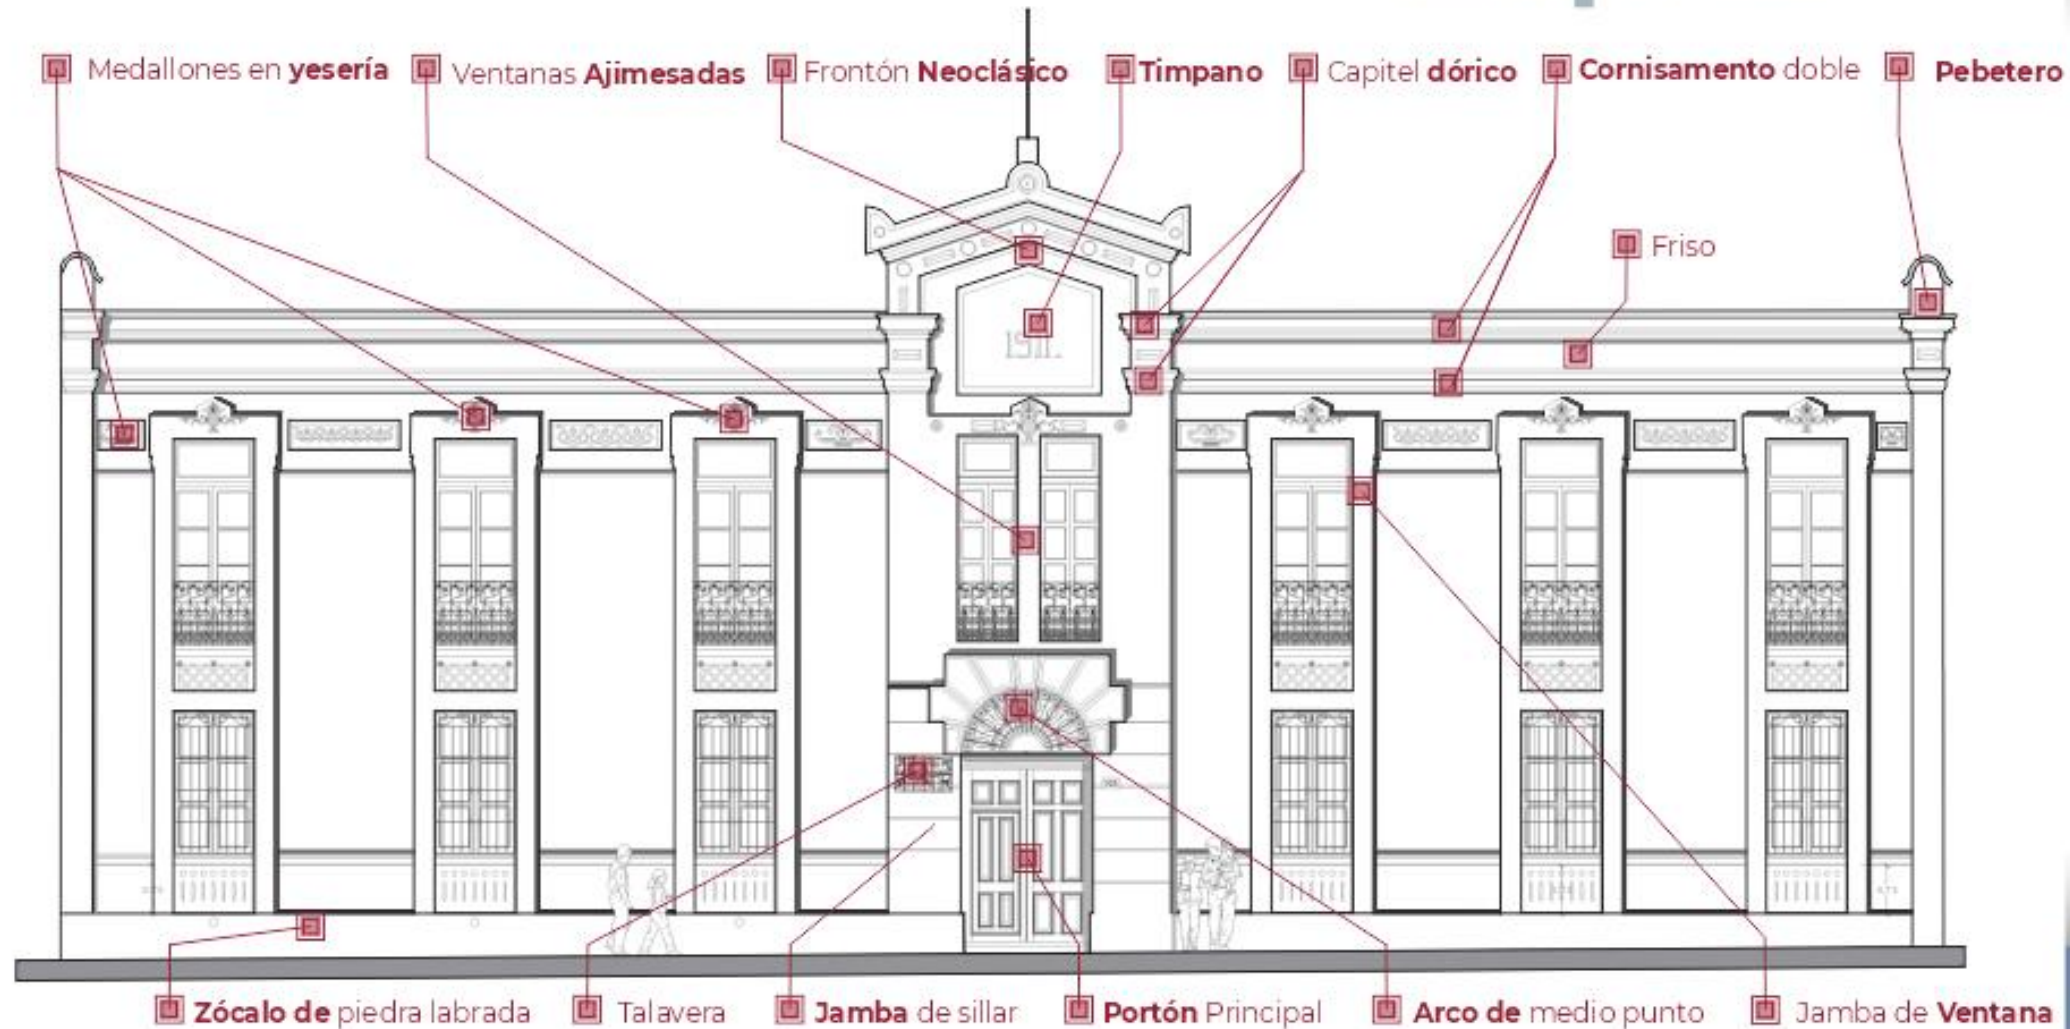 Medallones en yesería
Ventanas Ajimesadas
Frontón Neoclásico
Timpano
Capitel dórico
Cornisamento doble
Pebetero
Friso
Zócalo de piedra labrada
Talavera
Jamba de sillar
Portón Principal
Arco de medio punto
Jamba de Ventana